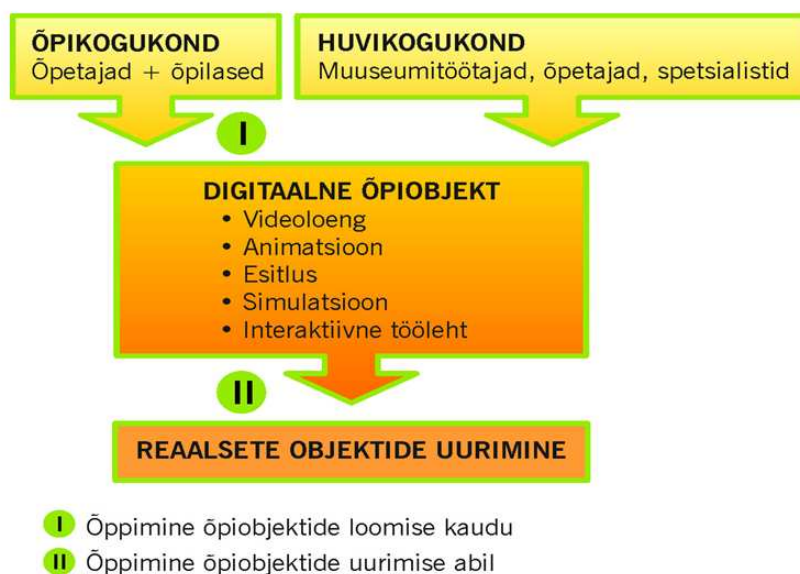 ÕPIKOGUKOND
Õpetajad + õpilased
HUVIKOGUKOND
Muuseumitöötajad, õpetajad, spetsialistid
I
DIGITAALNE ÕPIOBJEKT
• Videoloeng
• Animatsioon
• Esitlus
• Simulatsioon
• Interaktiivne tööleht
II
REAALSETE OBJEKTIDE UURIMINE
I Õppimine õpiobjektide loomise kaudu
II Õppimine õpiobjektide uurimise abil